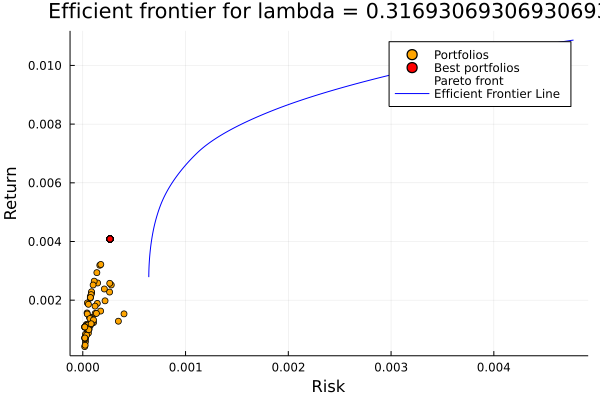 Efficient frontier for lambda = 0.3169306930693069
Portfolios
Best portfolios
Pareto front
Efficient Frontier Line
0.010
0.008
0.006
0.004
0.002
Return
0.000
0.001
0.002
0.003
0.004
Risk